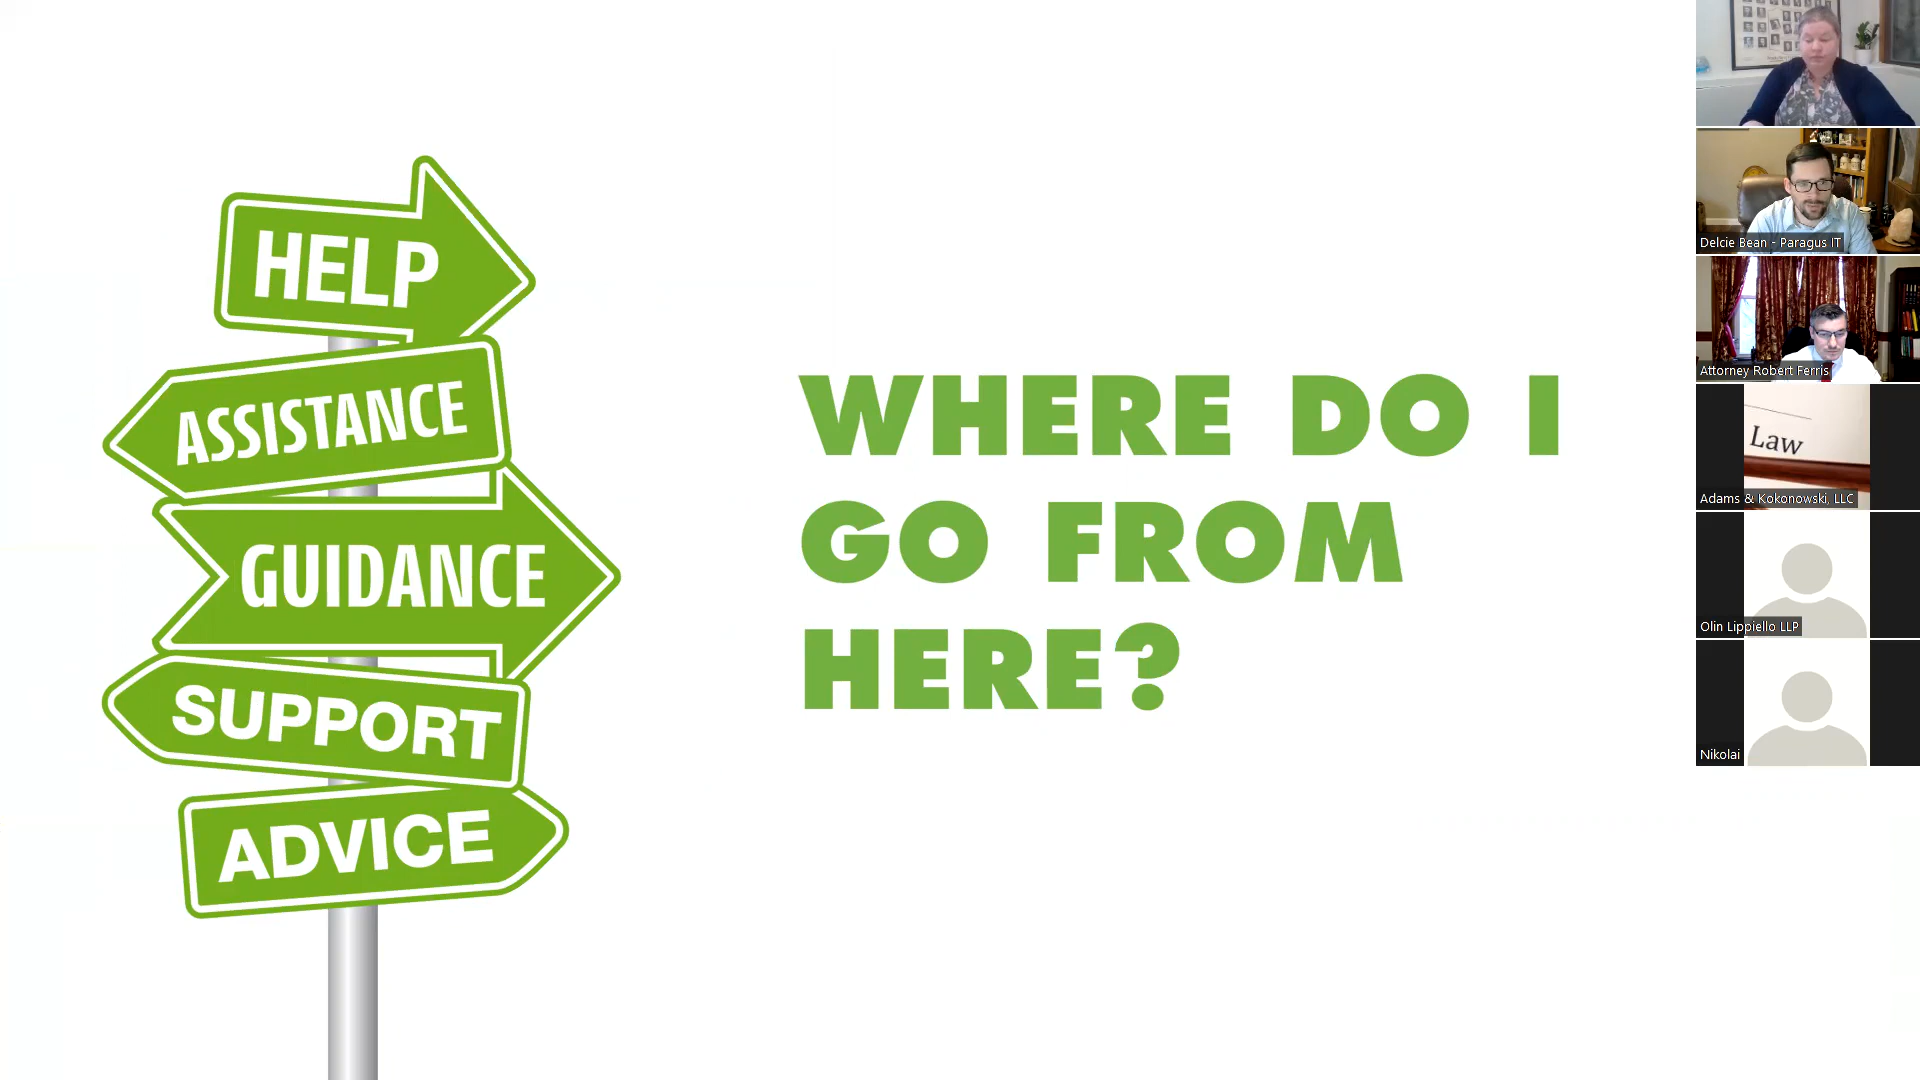 HELP
ASSISTANCE
GUIDANCE
SUPPORT
ADVICE
WHERE DO I
GO FROM
HERE?
Delcie Bean - Paragus IT
Attorney Robert Ferris
Law
Adams & Kokonowski, LLC
Olin Lippiello LLP
Nikolai